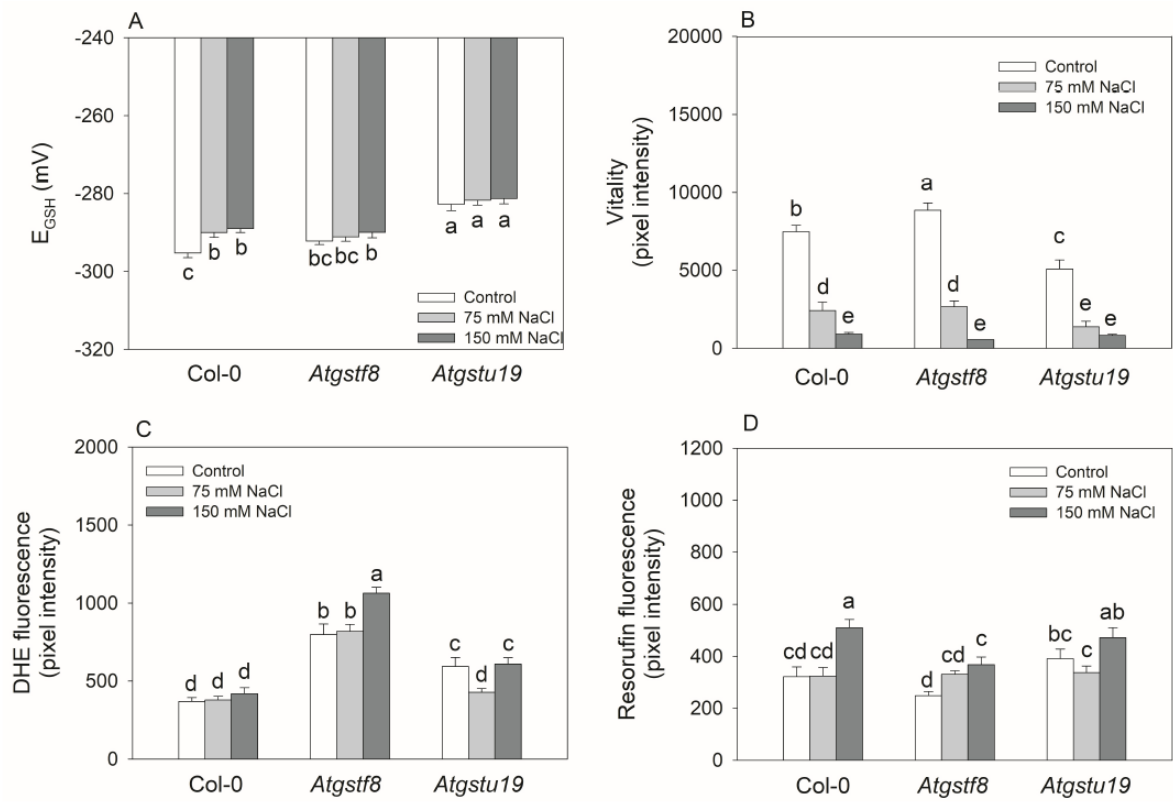 A
-240
-260
-280
-300
-320
E_GSH (mV)
c b b
bc bc b
a a a
Control
75 mM NaCl
150 mM NaCl
Col-0 Atgstf8 Atgstu19
B
20000
15000
10000
5000
0
Vitality
(pixel intensity)
Control
75 mM NaCl
150 mM NaCl
b d e
a d e
c e e
Col-0 Atgstf8 Atgstu19
C
2000
1500
1000
500
0
DHE fluorescence
(pixel intensity)
Control
75 mM NaCl
150 mM NaCl
d d d
b b a
c d c
Col-0 Atgstf8 Atgstu19
D
1200
1000
800
600
400
200
0
Resorufin fluorescence
(pixel intensity)
Control
75 mM NaCl
150 mM NaCl
cd cd a
d cd c
bc c ab
Col-0 Atgstf8 Atgstu19